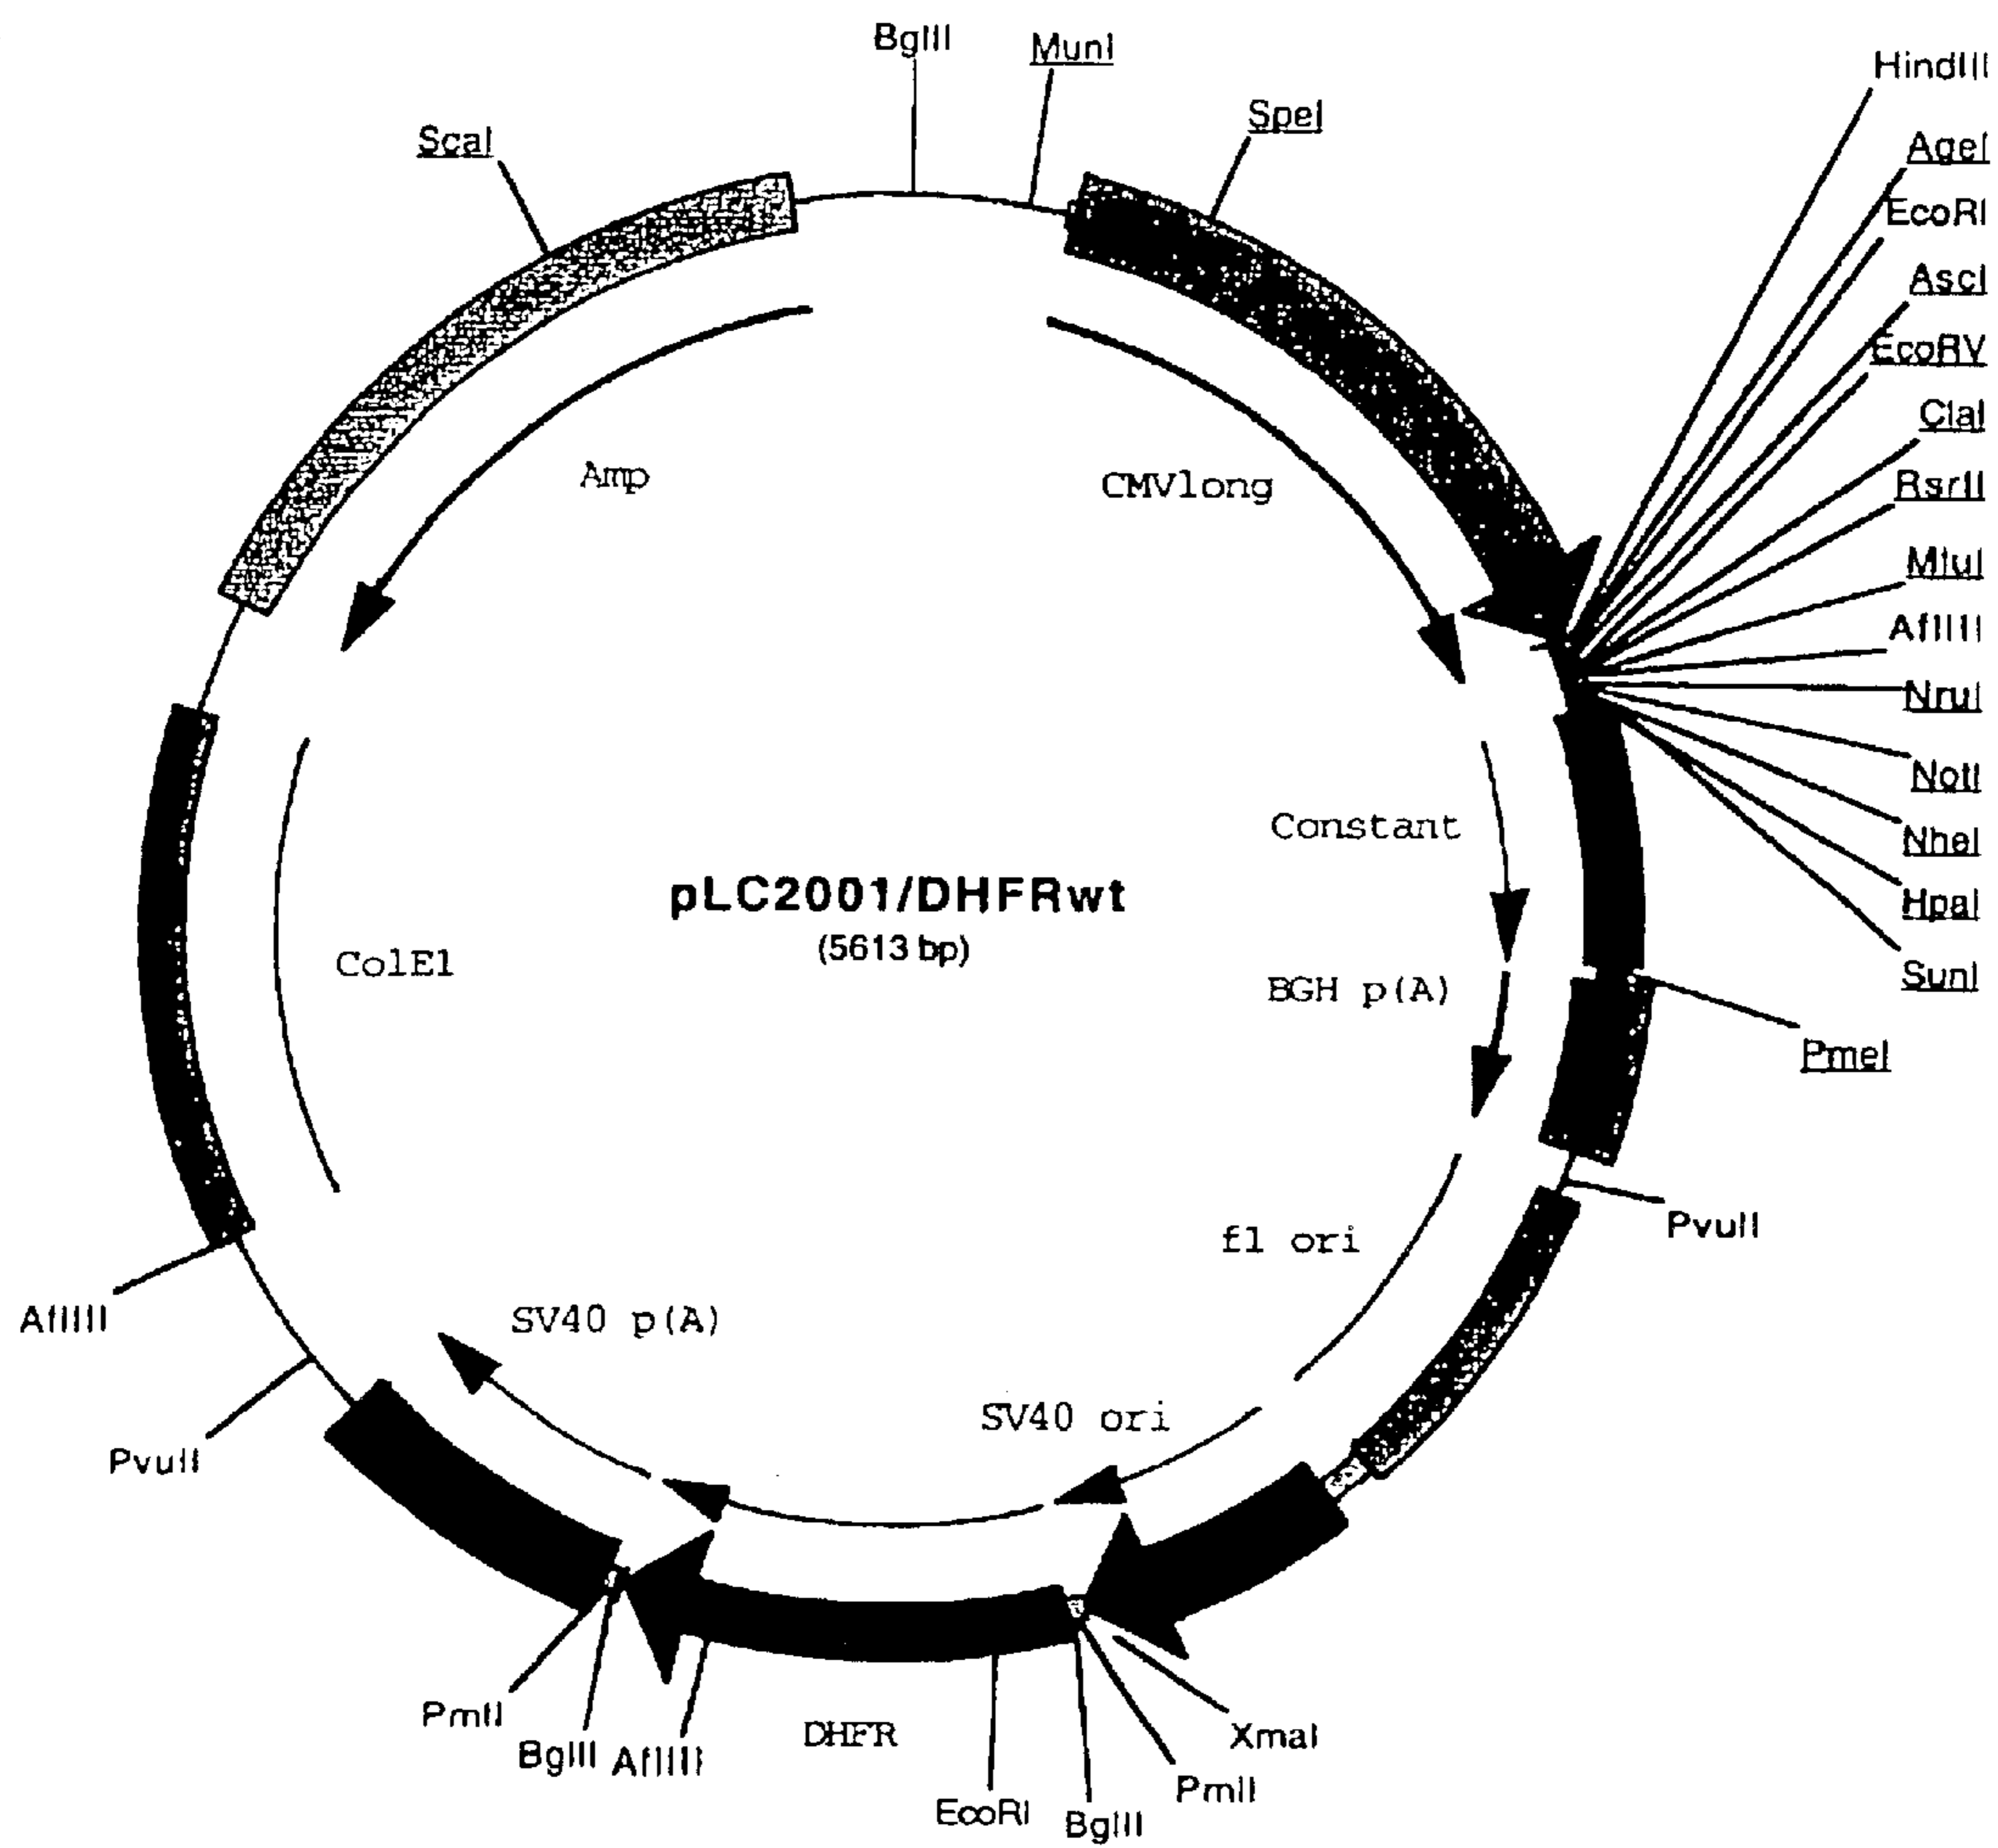 BglII
MunI
SpeI
ScaI
HindIII
AgeI
EcoRI
AscI
EcoRV
ClaI
RsrII
MluI
AflIII
NruI
NotI
NheI
HpaI
SunI
PmeI
PvuII
Amp
CMVlong
Constant
pLC2001/DHFRwt
(5613 bp)
ColE1
BGH p(A)
f1 ori
SV40 p(A)
SV40 ori
AflIII
PvuII
PmlI
BglII
AflIII
DHFR
EcoRI
BglII
PmlI
XmaI